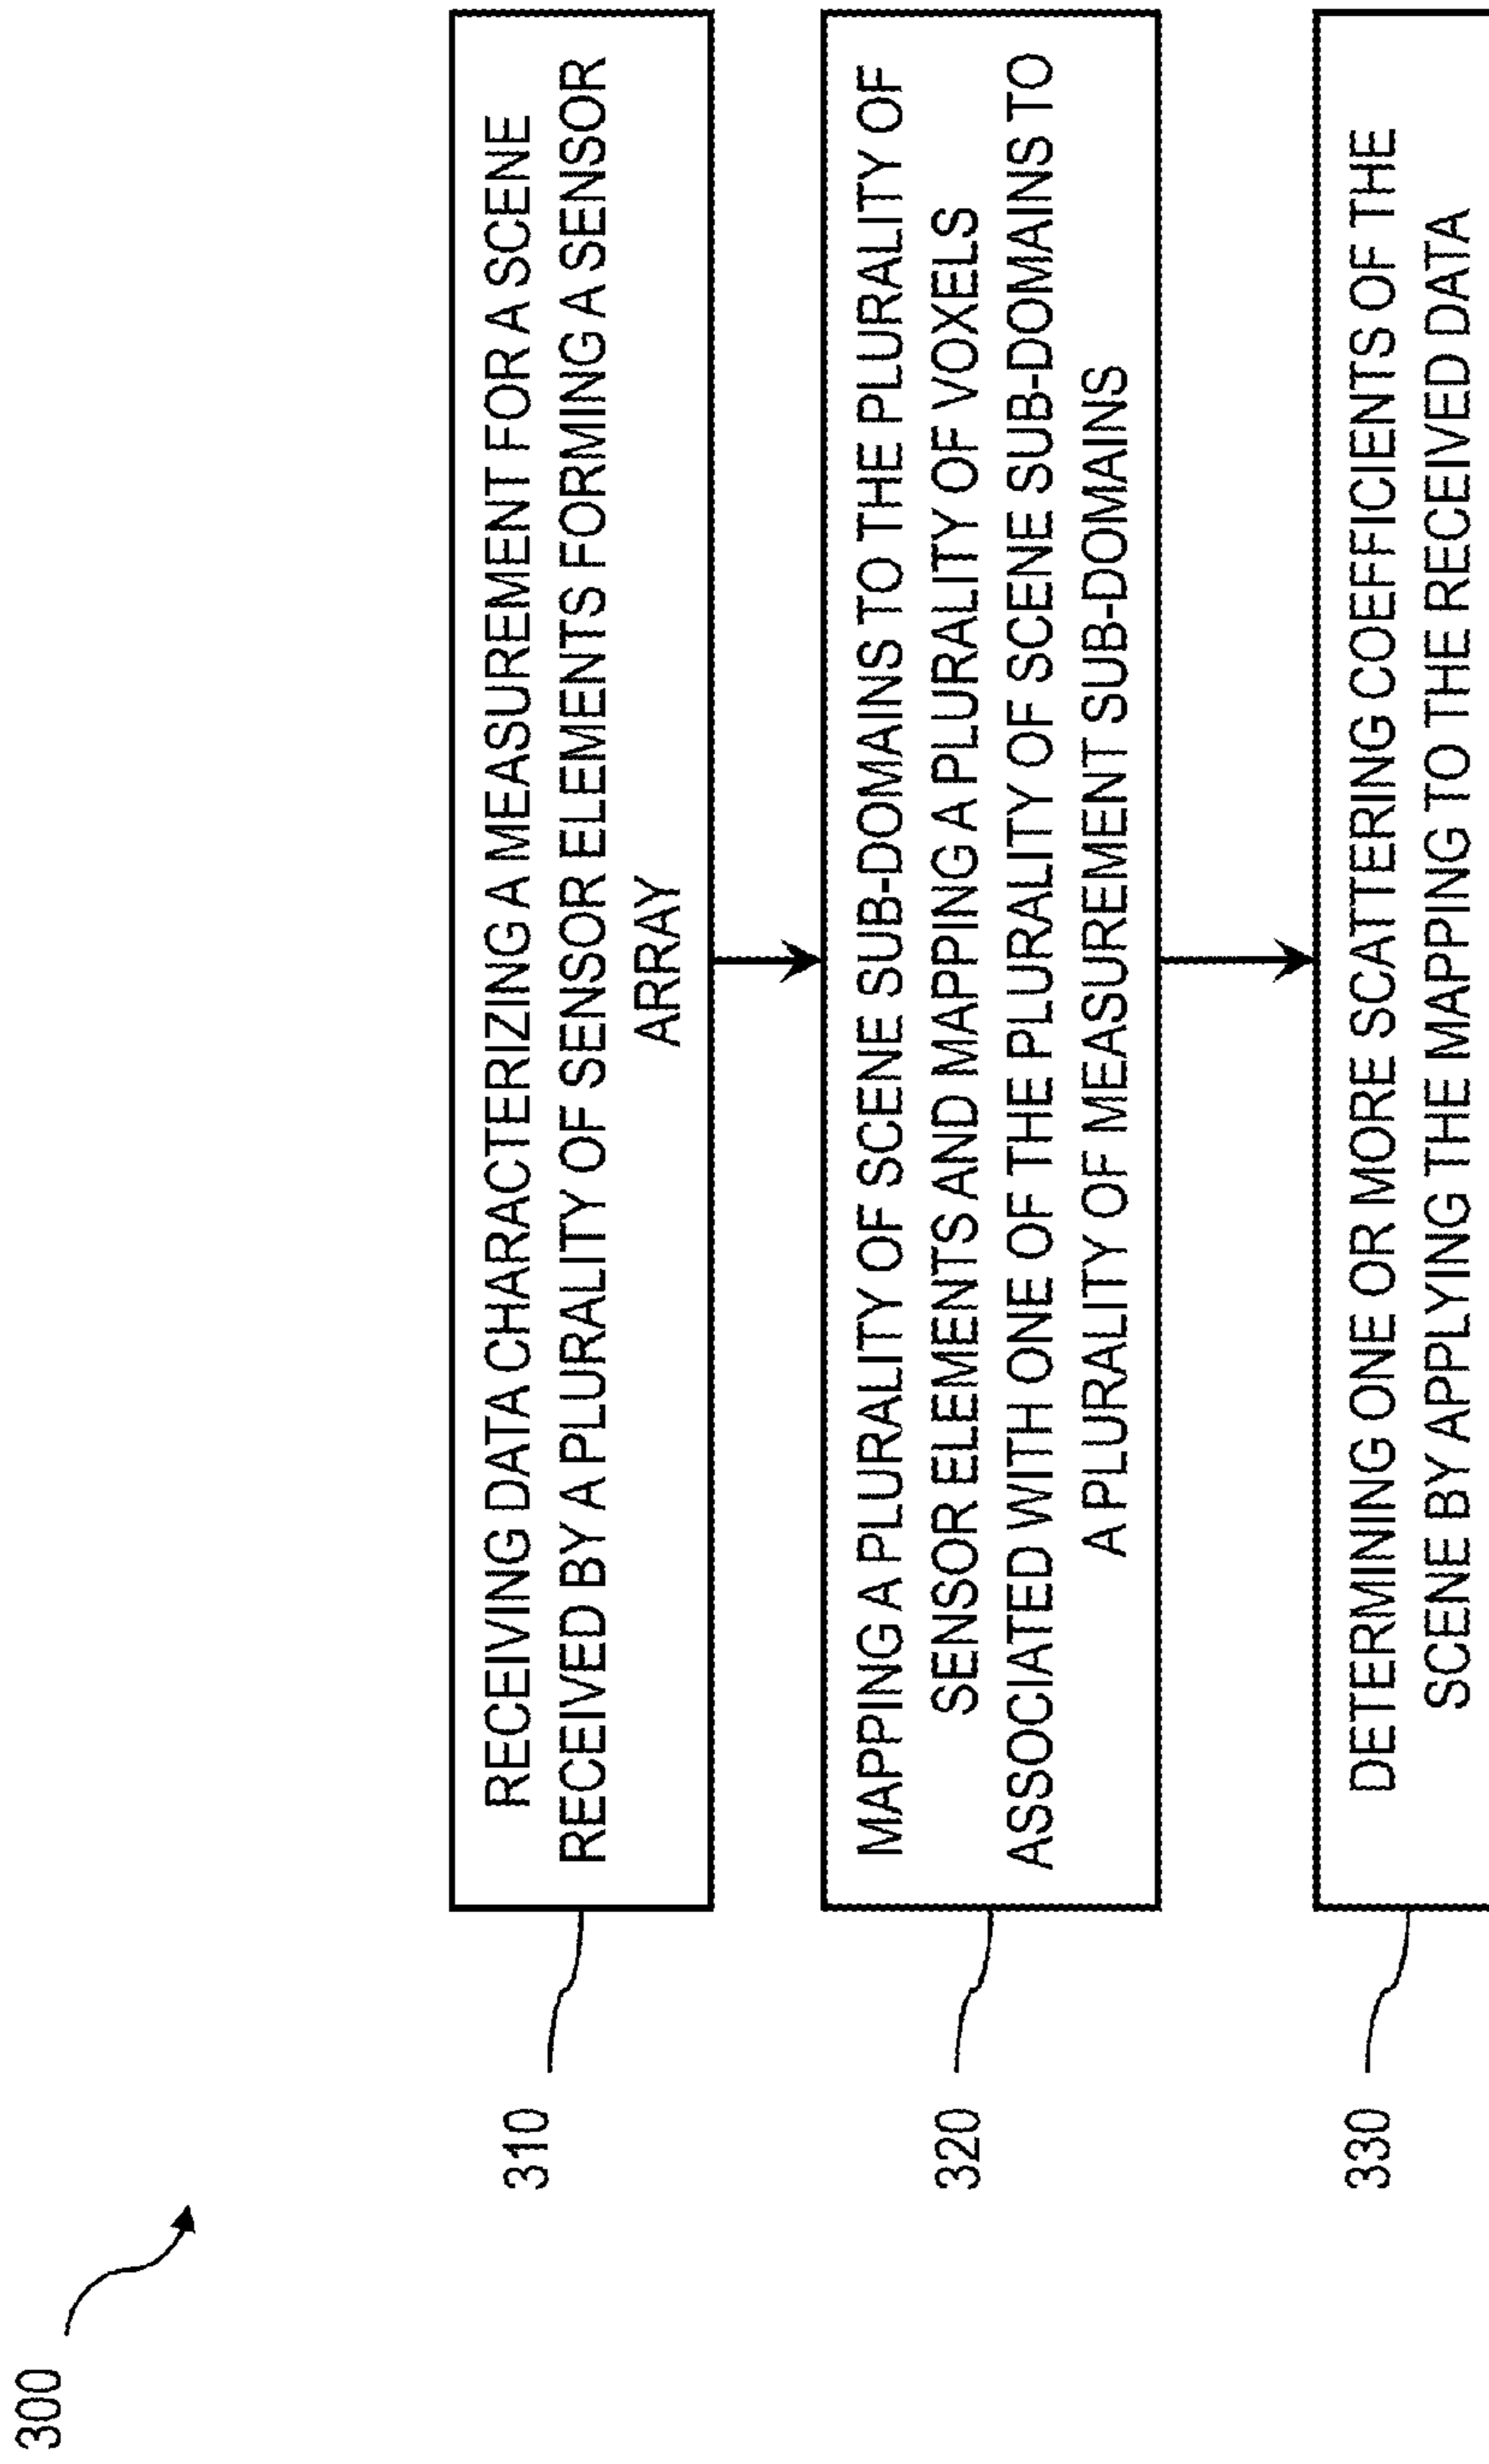 300
310
RECEIVING DATA CHARACTERIZING A MEASUREMENT FOR A SCENE
RECEIVED BY A PLURALITY OF SENSOR ELEMENTS FORMING A SENSOR
ARRAY
320
MAPPING A PLURALITY OF SCENE SUB-DOMAINS TO THE PLURALITY OF
SENSOR ELEMENTS AND MAPPING A PLURALITY OF VOXELS
ASSOCIATED WITH ONE OF THE PLURALITY OF SCENE SUB-DOMAINS TO
A PLURALITY OF MEASUREMENT SUB-DOMAINS
330
DETERMINING ONE OR MORE SCATTERING COEFFICIENTS OF THE
SCENE BY APPLYING THE MAPPING TO THE RECEIVED DATA